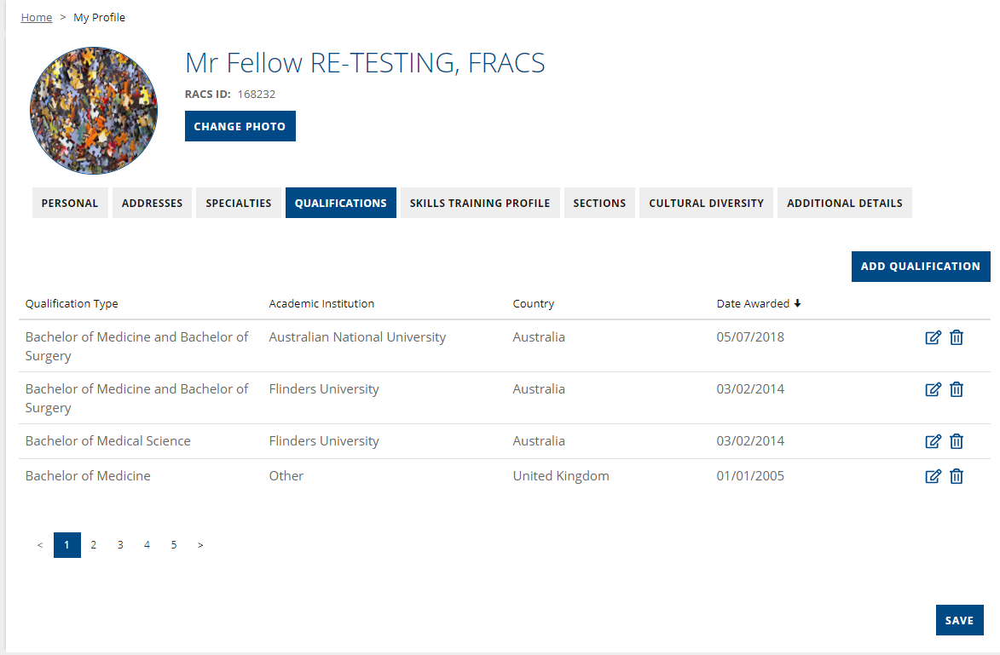 Home > My Profile
Mr Fellow RE-TESTING, FRACS
RACS ID: 168232
CHANGE PHOTO
PERSONAL ADDRESSES SPECIALTIES QUALIFICATIONS SKILLS TRAINING PROFILE SECTIONS CULTURAL DIVERSITY ADDITIONAL DETAILS
ADD QUALIFICATION
Qualification Type Academic Institution Country Date Awarded
Bachelor of Medicine and Bachelor of Australian National University Australia 05/07/2018
Surgery
Bachelor of Medicine and Bachelor of Flinders University Australia 03/02/2014
Surgery
Bachelor of Medical Science Flinders University Australia 03/02/2014
Bachelor of Medicine Other United Kingdom 01/01/2005
< 1 2 3 4 5 >
SAVE